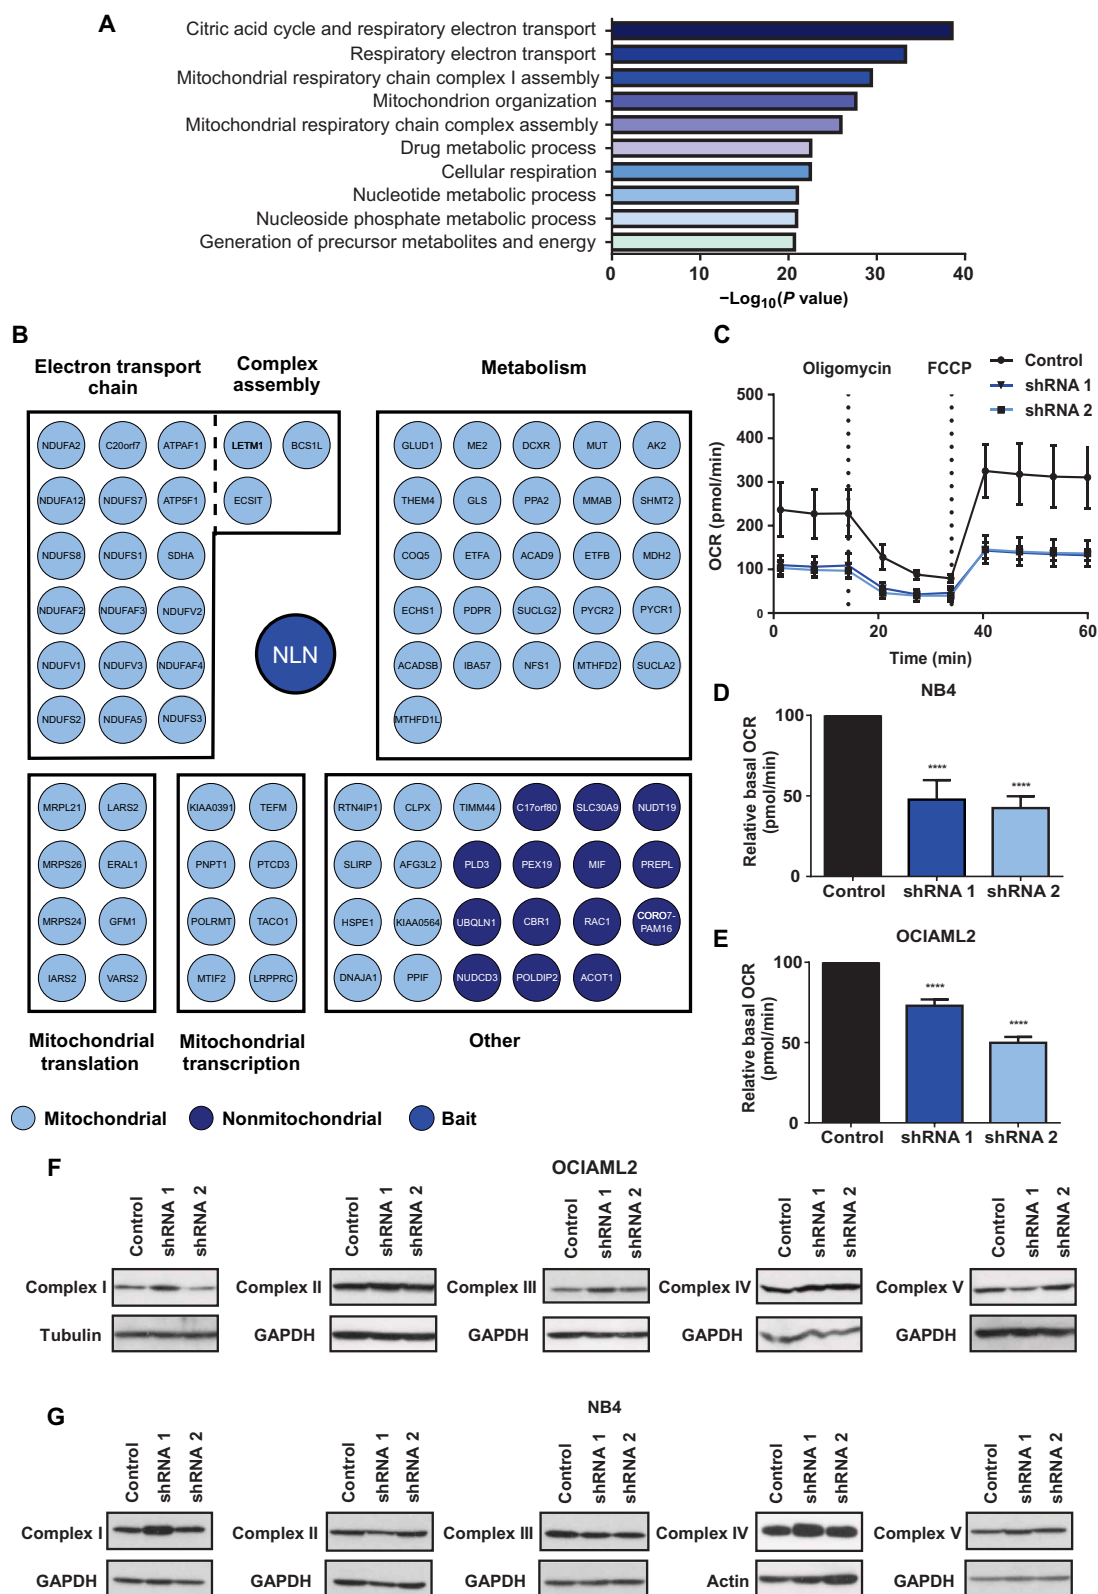 A
Citric acid cycle and respiratory electron transport
Respiratory electron transport
Mitochondrial respiratory chain complex I assembly
Mitochondrion organization
Mitochondrial respiratory chain complex assembly
Drug metabolic process
Cellular respiration
Nucleotide metabolic process
Nucleoside phosphate metabolic process
Generation of precursor metabolites and energy
0 10 20 30 40
−Log10(P value)
B
Electron transport chain
Complex assembly
Metabolism
NDUFA2 C20orf7 ATPAF1 LETM1 BCS1L
NDUFA12 NDUFS7 ATP5F1 ECSIT
NDUFS8 NDUFS1 SDHA
NDUFAF2 NDUFAF3 NDUFV2
NDUFV1 NDUFV3 NDUFAF4
NDUFS2 NDUFA5 NDUFS3
NLN
GLUD1 ME2 DCXR MUT AK2
THEM4 GLS PPA2 MMAB SHMT2
COQ5 ETFA ACAD9 ETFB MDH2
ECHS1 PDPR SUCLG2 PYCR2 PYCR1
ACADSB IBA57 NFS1 MTHFD2 SUCLA2
MTHFD1L
MRPL21 LARS2
MRPS26 ERAL1
MRPS24 GFM1
IARS2 VARS2
Mitochondrial translation
KIAA0391 TEFM
PNPT1 PTCD3
POLRMT TACO1
MTIF2 LRPPRC
Mitochondrial transcription
RTN4IP1 CLPX TIMM44 C17orf80 SLC30A9 NUDT19
SLIRP AFG3L2 PLD3 PEX19 MIF PREPL
HSPE1 KIAA0564 UBQLN1 CBR1 RAC1 CORO7-PAM16
DNAJA1 PPIF NUDCD3 POLDIP2 ACOT1
Other
Mitochondrial Nonmitochondrial Bait
C
Oligomycin FCCP
Control
shRNA 1
shRNA 2
OCR (pmol/min)
500
400
300
200
100
0
0 20 40 60
Time (min)
D
NB4
Relative basal OCR (pmol/min)
100
50
0
**** ****
Control shRNA 1 shRNA 2
E
OCIAML2
Relative basal OCR (pmol/min)
100
50
0
**** ****
Control shRNA 1 shRNA 2
F
OCIAML2
Control shRNA 1 shRNA 2 Control shRNA 1 shRNA 2 Control shRNA 1 shRNA 2 Control shRNA 1 shRNA 2 Control shRNA 1 shRNA 2
Complex I Complex II Complex III Complex IV Complex V
Tubulin GAPDH GAPDH GAPDH GAPDH
G
NB4
Control shRNA 1 shRNA 2 Control shRNA 1 shRNA 2 Control shRNA 1 shRNA 2 Control shRNA 1 shRNA 2 Control shRNA 1 shRNA 2
Complex I Complex II Complex III Complex IV Complex V
GAPDH GAPDH GAPDH Actin GAPDH